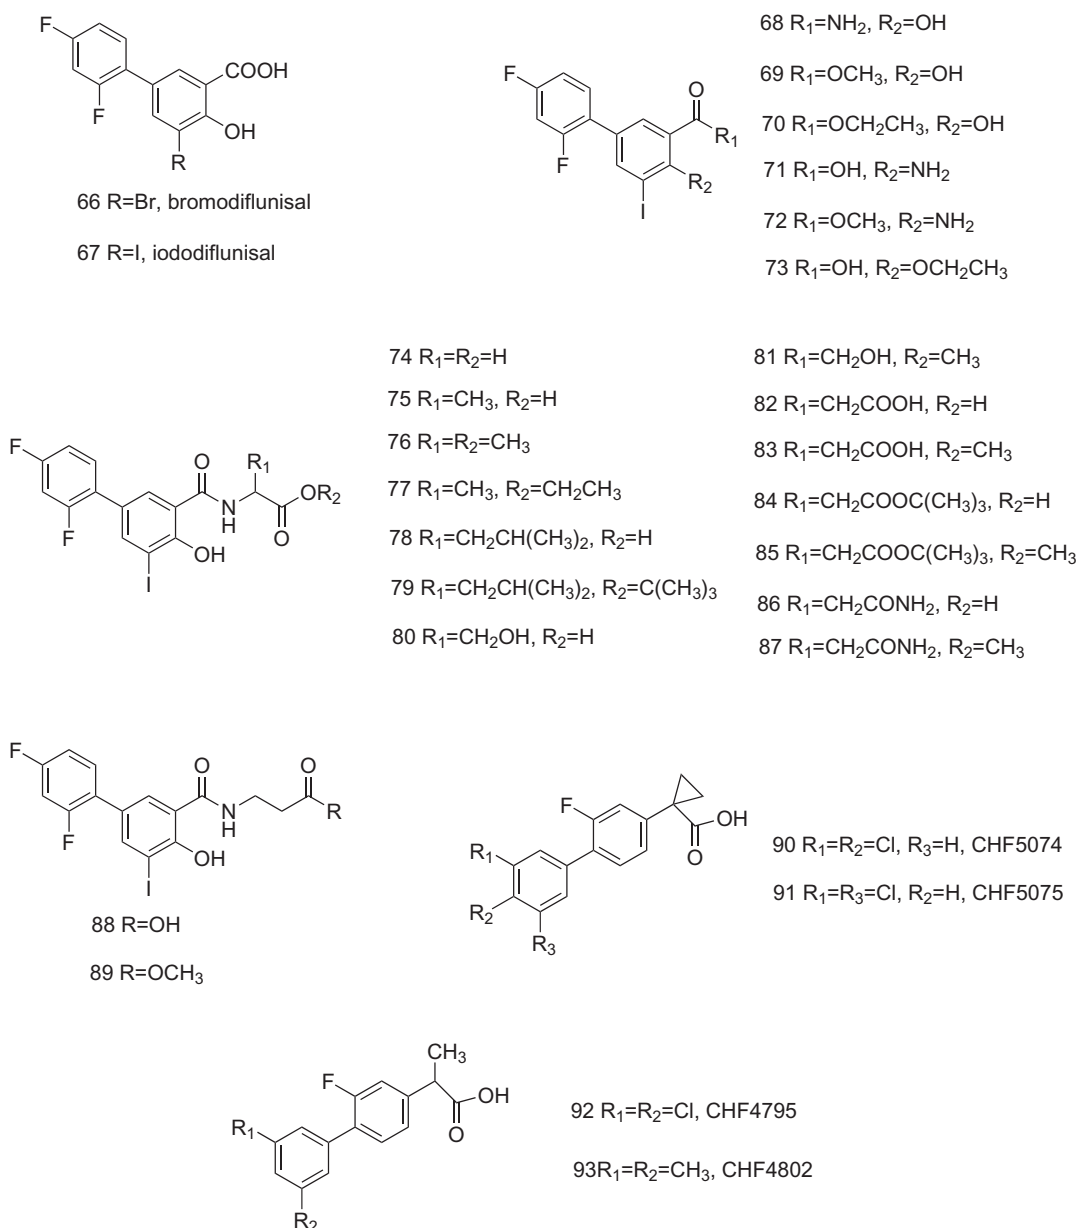 F
F
COOH
OH
R
66 R=Br, bromodiflunisal
67 R=I, iododiflunisal
F
F
O
R₁
R₂
I
68 R₁=NH₂, R₂=OH
69 R₁=OCH₃, R₂=OH
70 R₁=OCH₂CH₃, R₂=OH
71 R₁=OH, R₂=NH₂
72 R₁=OCH₃, R₂=NH₂
73 R₁=OH, R₂=OCH₂CH₃
F
F
O
N
H
R₁
OR₂
O
OH
I
74 R₁=R₂=H
75 R₁=CH₃, R₂=H
76 R₁=R₂=CH₃
77 R₁=CH₃, R₂=CH₂CH₃
78 R₁=CH₂CH(CH₃)₂, R₂=H
79 R₁=CH₂CH(CH₃)₂, R₂=C(CH₃)₃
80 R₁=CH₂OH, R₂=H
81 R₁=CH₂OH, R₂=CH₃
82 R₁=CH₂COOH, R₂=H
83 R₁=CH₂COOH, R₂=CH₃
84 R₁=CH₂COOC(CH₃)₃, R₂=H
85 R₁=CH₂COOC(CH₃)₃, R₂=CH₃
86 R₁=CH₂CONH₂, R₂=H
87 R₁=CH₂CONH₂, R₂=CH₃
F
F
O
N
H
O
R
OH
I
88 R=OH
89 R=OCH₃
F
OH
O
R₁
R₂
R₃
90 R₁=R₂=Cl, R₃=H, CHF5074
91 R₁=R₃=Cl, R₂=H, CHF5075
CH₃
F
OH
O
R₁
R₂
92 R₁=R₂=Cl, CHF4795
93R₁=R₂=CH₃, CHF4802